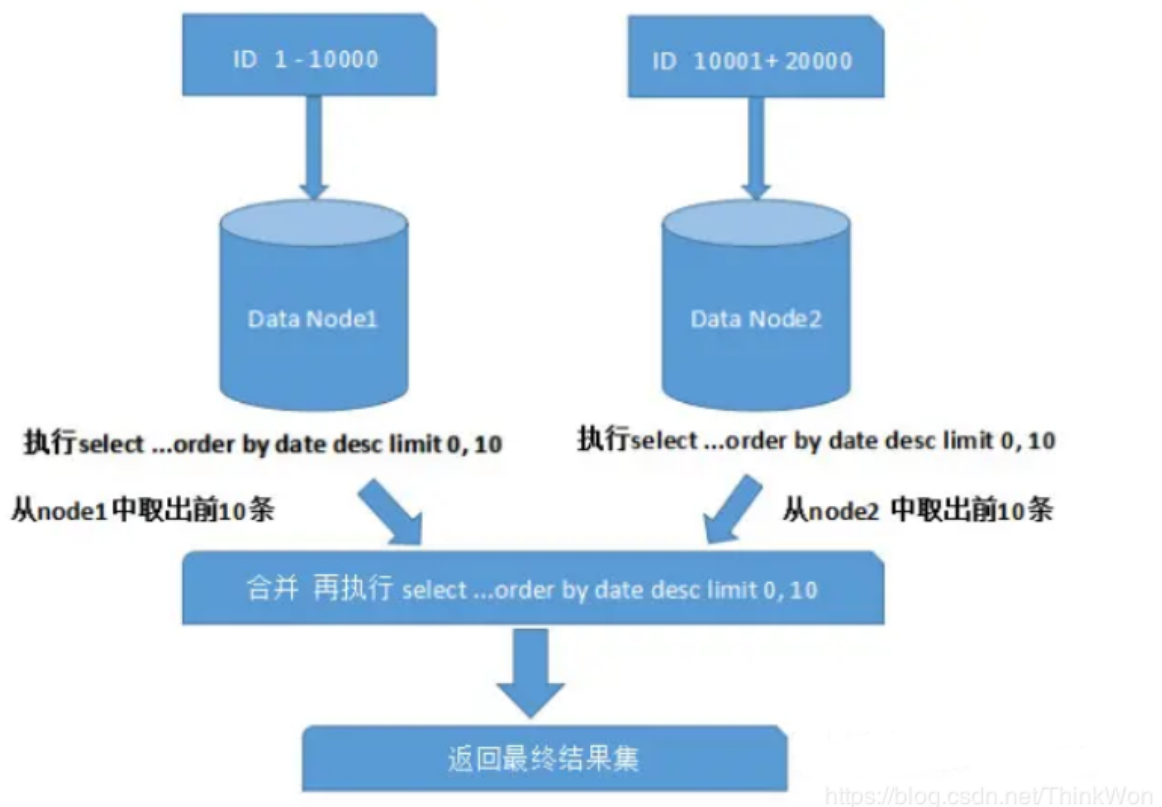 ID 1 - 10000
ID 10001+ 20000
Data Node1
Data Node2
执行select ...order by date desc limit 0, 10
执行select ...order by date desc limit 0, 10
从node1中取出前10条
从node2 中取出前10条
合并 再执行 select ...order by date desc limit 0, 10
返回最终结果集
https://blog.csdn.net/ThinkWon